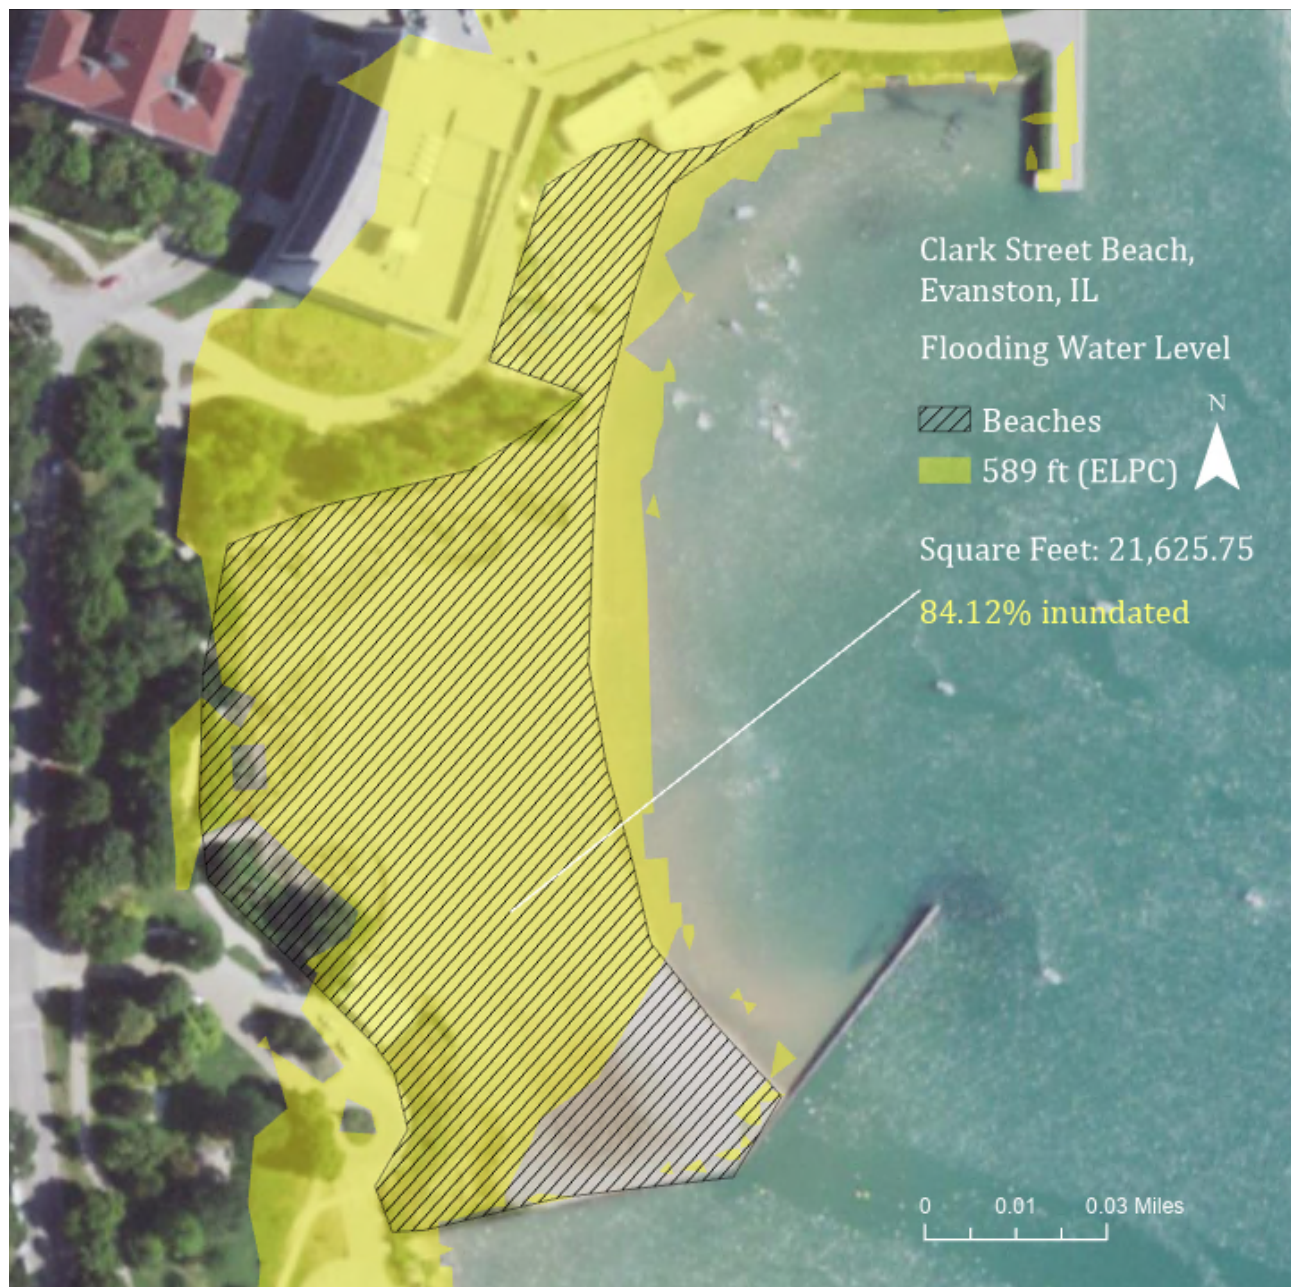 Clark Street Beach,
Evanston, IL
Flooding Water Level
N
Beaches
589 ft (ELPC)
Square Feet: 21,625.75
84.12% inundated
0 0.01 0.03 Miles